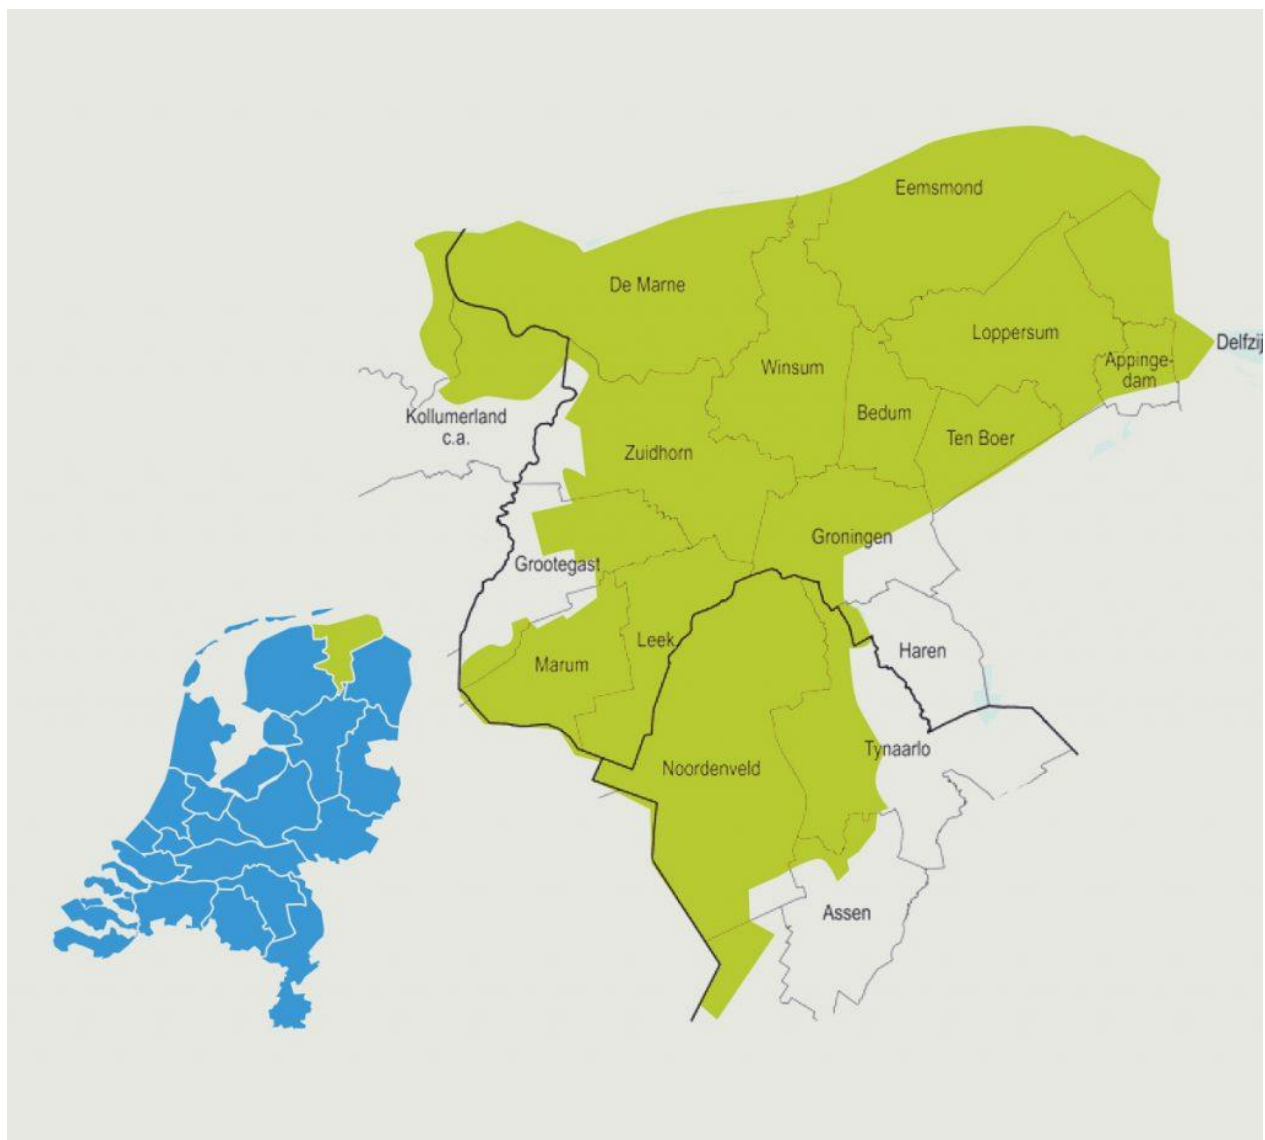 Eemsmond
De Marne
Loppersum
Delfzij
Winsum
Appinge-
dam
Bedum
Kollumerland
c.a.
Ten Boer
Zuidhorn
Groningen
Grootegast
Leek
Haren
Marum
Tynaarlo
Noordenveld
Assen